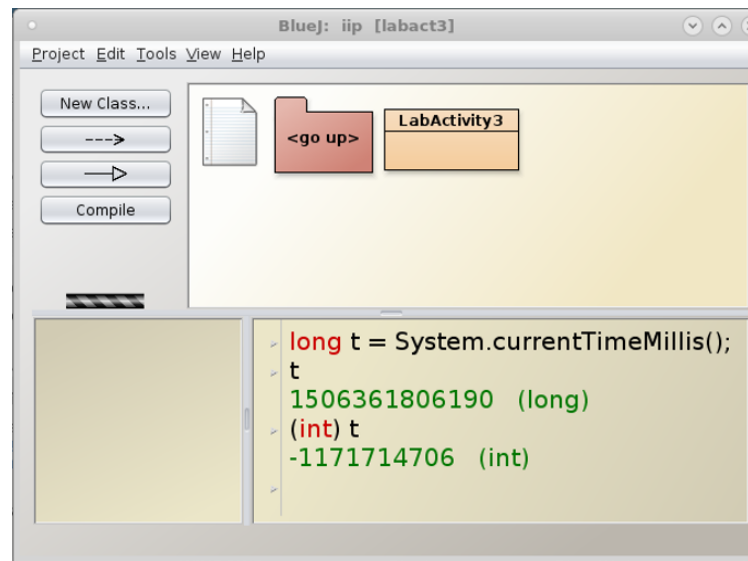 BlueJ: iip [labact3]
Project Edit Tools View Help
New Class...
<go up>
LabActivity3
Compile
long t = System.currentTimeMillis();
t
1506361806190 (long)
(int) t
-1171714706 (int)